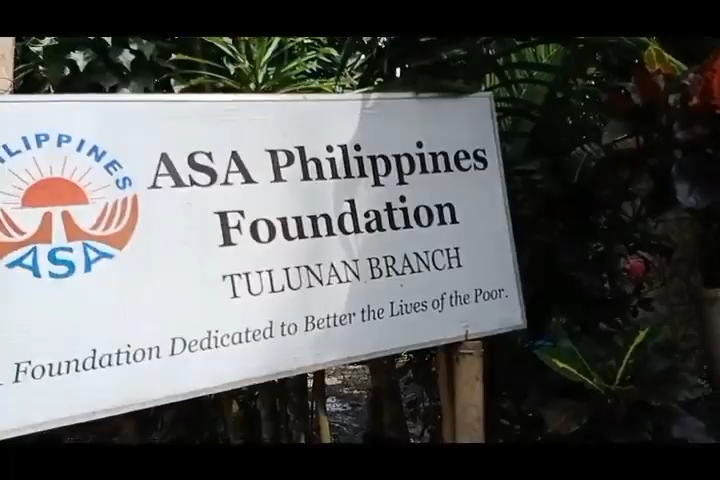 PHILIPPINES
ASA
ASA Philippines
Foundation
TULUNAN BRANCH
Foundation Dedicated to Better the Lives of the Poor.